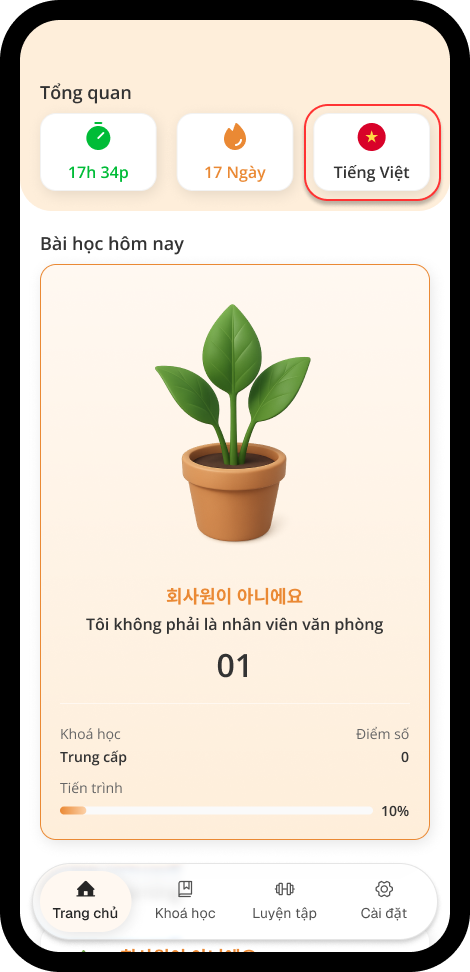 Tổng quan
17h 34p
17 Ngày
Tiếng Việt
Bài học hôm nay
회사원이 아니에요
Tôi không phải là nhân viên văn phòng
01
Khoá học
Điểm số
Trung cấp
0
Tiến trình
10%
Trang chủ
Khoá học
Luyện tập
Cài đặt